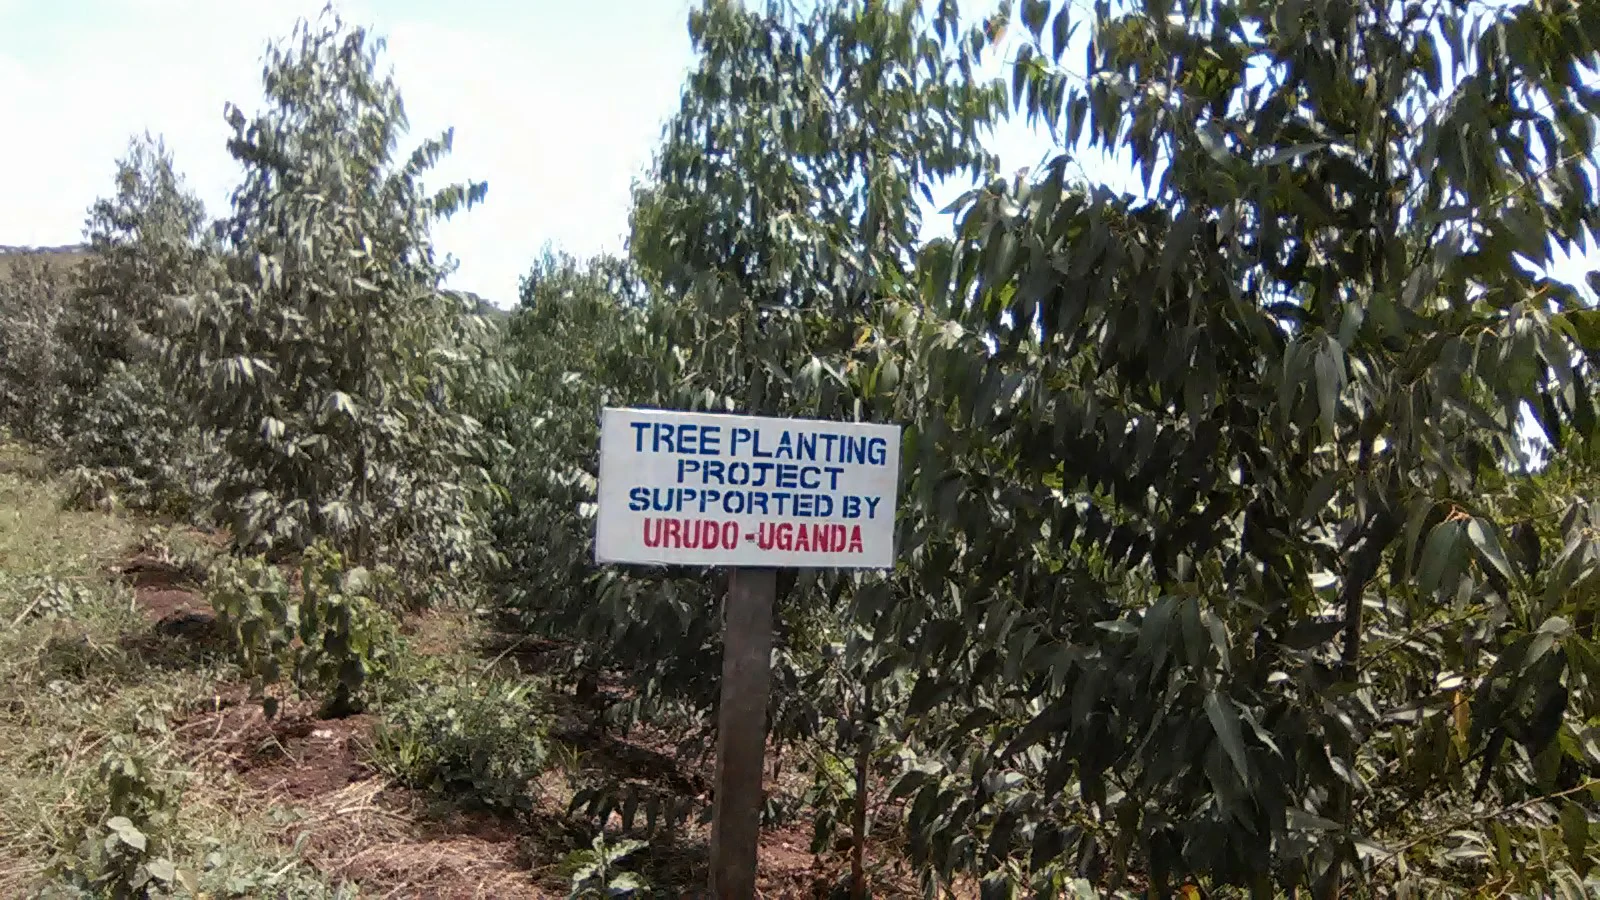 TREE PLANTING
PROJECT
SUPPORTED BY
URUDO-UGANDA